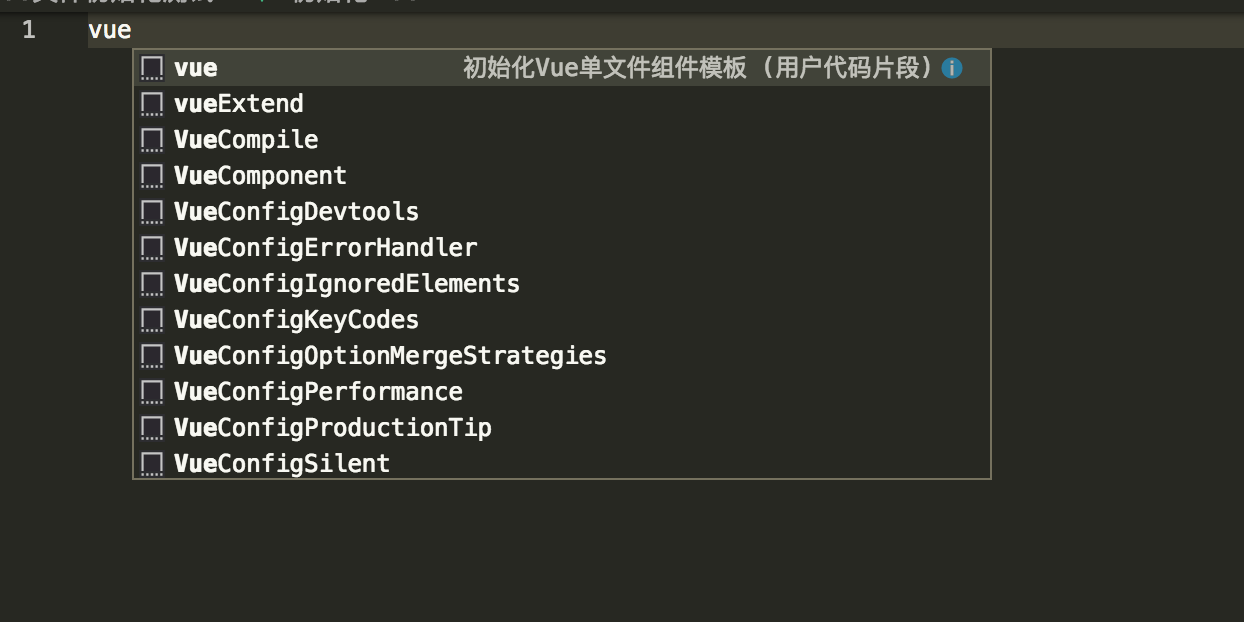 1 vue
vue 初始化Vue单文件组件模板 (用户代码片段)
vueExtend
VueCompile
VueComponent
VueConfigDevtools
VueConfigErrorHandler
VueConfigIgnoredElements
VueConfigKeyCodes
VueConfigOptionMergeStrategies
VueConfigPerformance
VueConfigProductionTip
VueConfigSilent